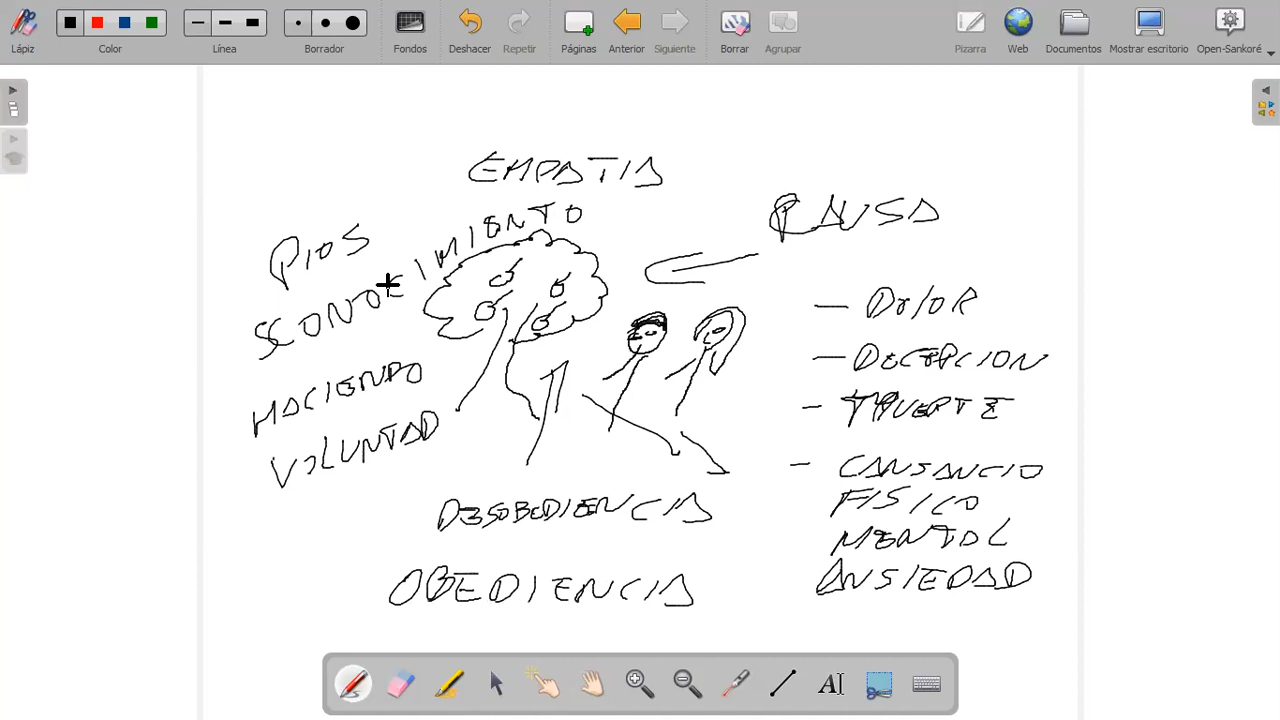 Lápiz
Color
Línea
Borrador
Fondos
Deshacer
Repetir
Páginas
Anterior
Siguiente
Borrar
Agrupar
Pizarra
Web
Documentos
Mostrar escritorio
Open-Sankoré
EMPATIA
PAUSA
DIOS
CONOCIMIENTO
HACIENDO
VOLUNTAD
- DOLOR
- DECEPCION
- MUERTE
- CANSANCIO
FISICO
MENTAL
ANSIEDAD
DESOBEDIENCIA
OBEDIENCIA
AI